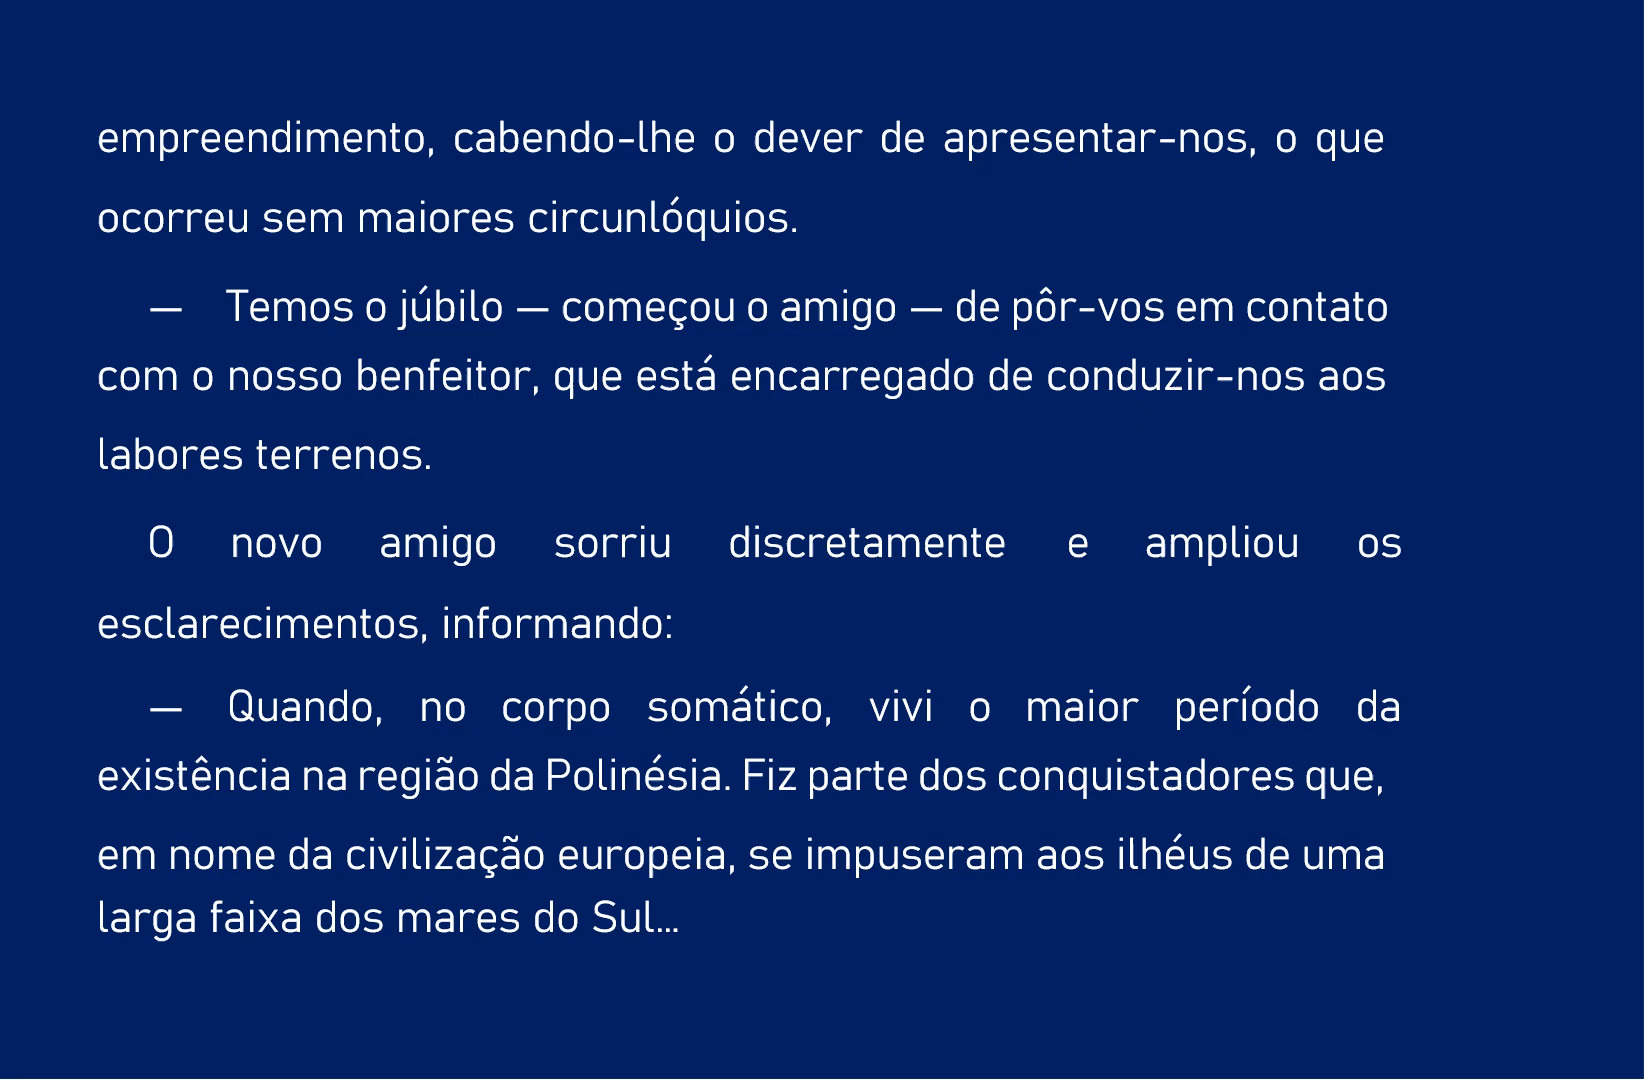 empreendimento, cabendo-lhe o dever de apresentar-nos, o que
ocorreu sem maiores circunlóquios.
— Temos o júbilo — começou o amigo — de pôr-vos em contato
com o nosso benfeitor, que está encarregado de conduzir-nos aos
labores terrenos.
O novo amigo sorriu discretamente e ampliou os
esclarecimentos, informando:
— Quando, no corpo somático, vivi o maior período da
existência na região da Polinésia. Fiz parte dos conquistadores que,
em nome da civilização europeia, se impuseram aos ilhéus de uma
larga faixa dos mares do Sul...